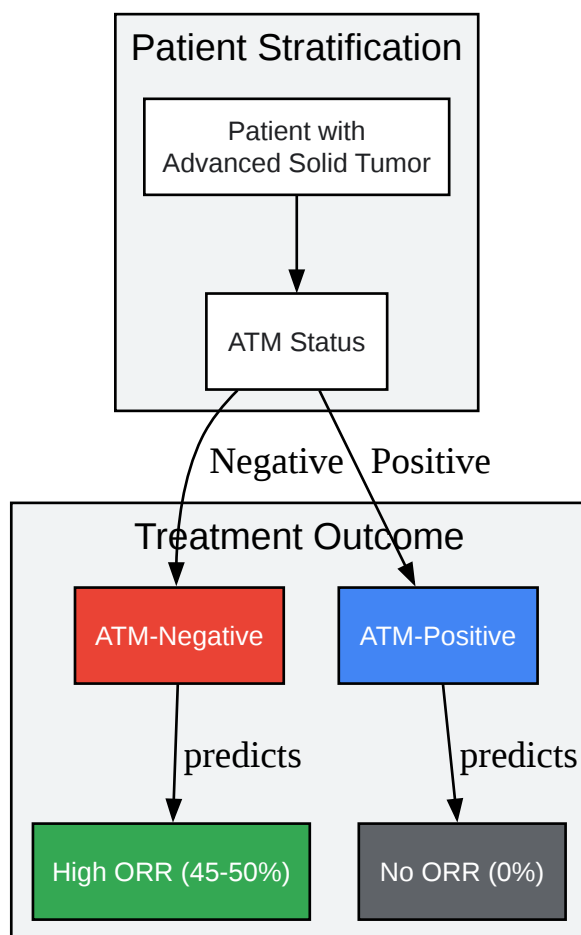 Patient Stratification
Patient with
Advanced Solid Tumor
ATM Status
Negative
Positive
Treatment Outcome
ATM-Negative
ATM-Positive
predicts
predicts
High ORR (45-50%)
No ORR (0%)